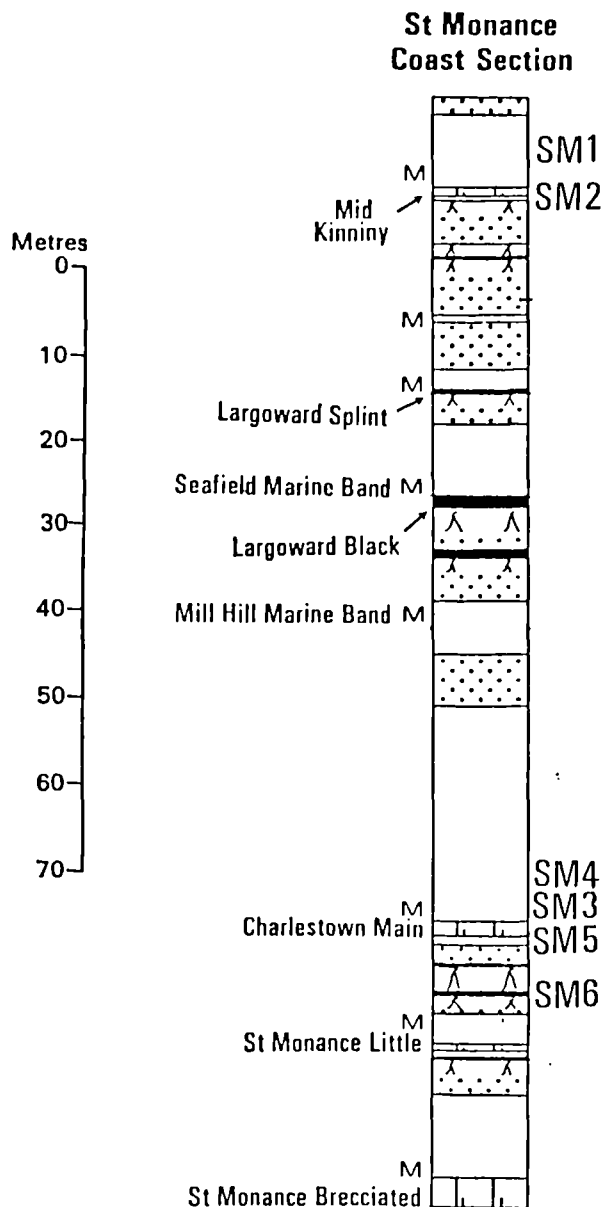 St Monance
Coast Section
SM1
M
SM2
Mid
Kinniny
Metres
0
M
10
M
Largoward Splint
20
Seafield Marine Band M
30
Largoward Black
40
Mill Hill Marine Band M
50
60
70
SM4
M
SM3
Charlestown Main
SM5
SM6
M
St Monance Little
M
St Monance Brecciated